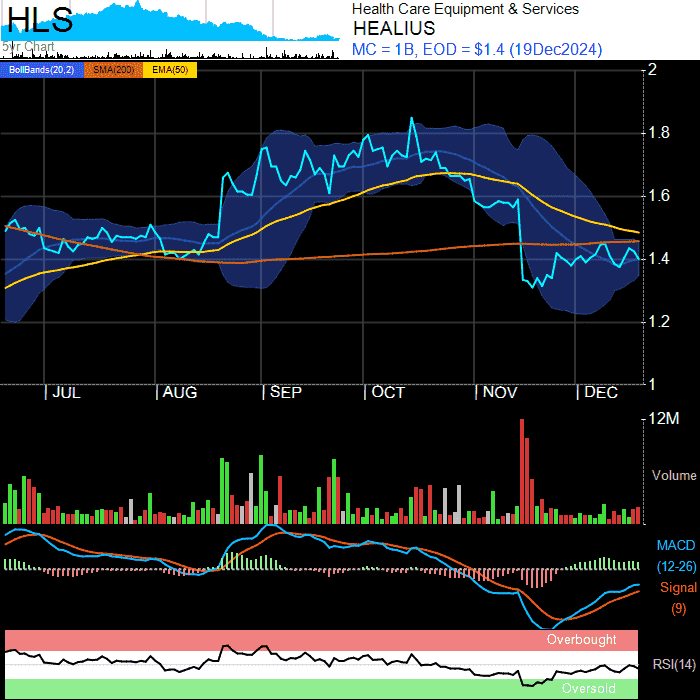 HLS
5yr Chart
Health Care Equipment & Services
HEALIUS
MC = 1B, EOD = $1.4 (19Dec2024)
BollBands(20,2) SMA(200) EMA(50)
2
1.8
1.6
1.4
1.2
1
JUL AUG SEP OCT NOV DEC
12M
Volume
MACD
(12-26)
Signal
(9)
Overbought
RSI(14)
Oversold